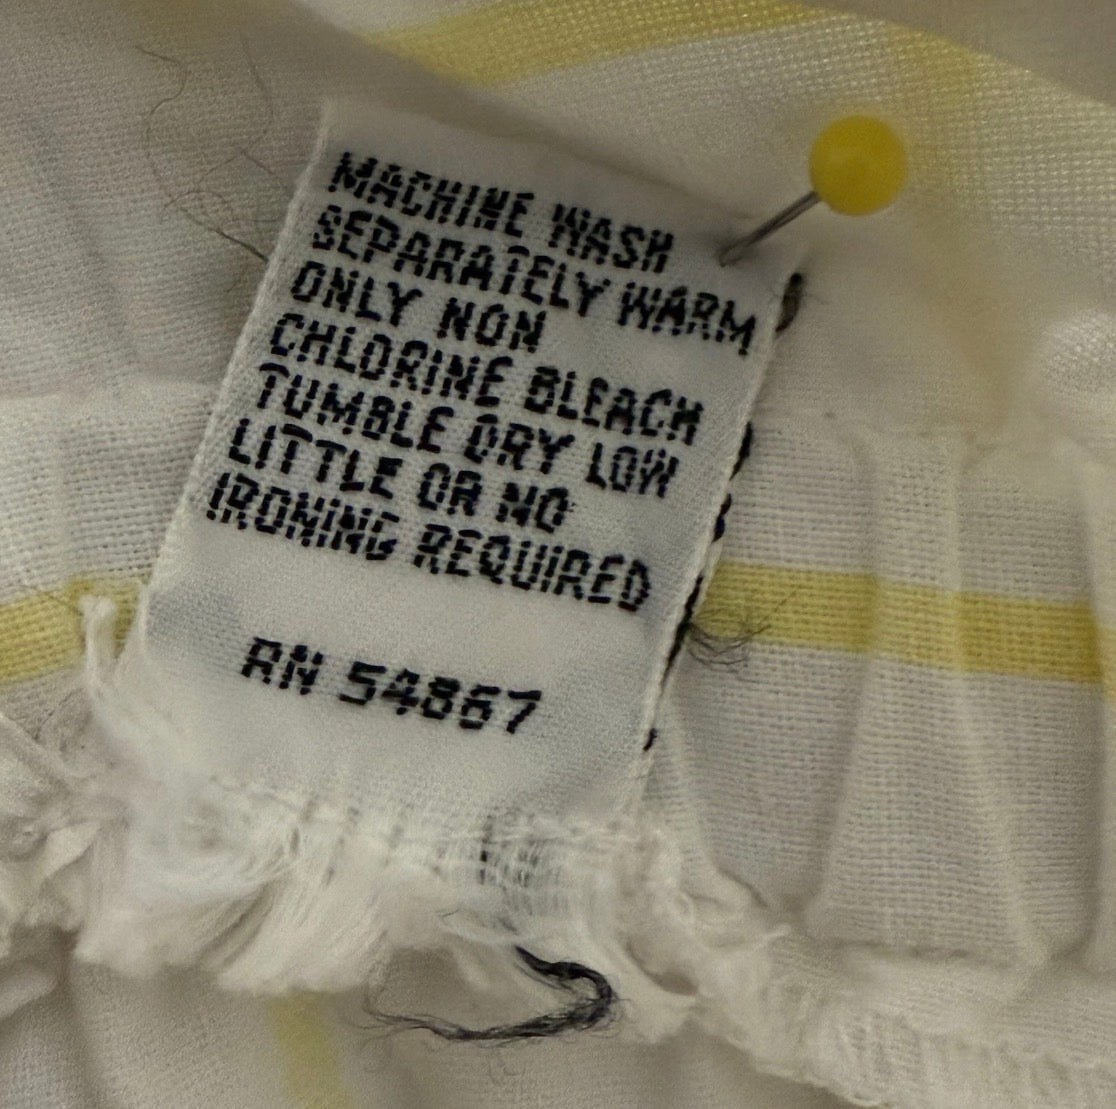 MACHINE WASH
SEPARATELY WARM
ONLY NON
CHLORINE BLEACH
TUMBLE DRY LOW
LITTLE OR NO
IRONING REQUIRED
RN 54867